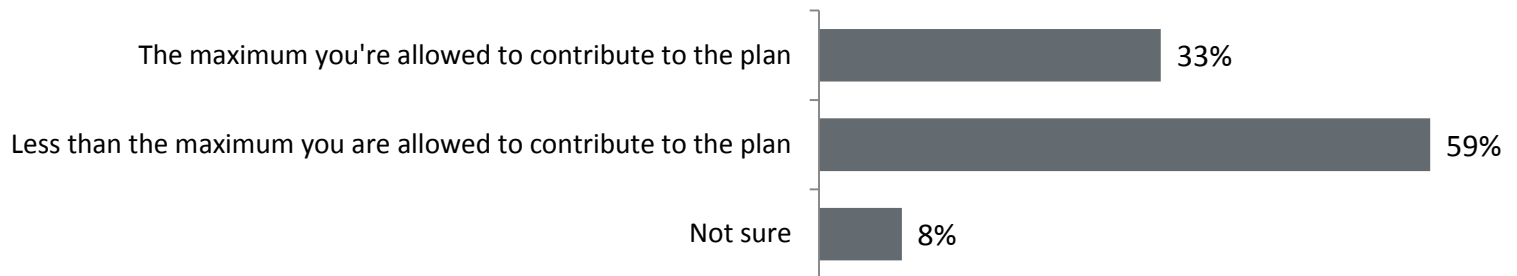 The maximum you're allowed to contribute to the plan 33%
Less than the maximum you are allowed to contribute to the plan 59%
Not sure 8%